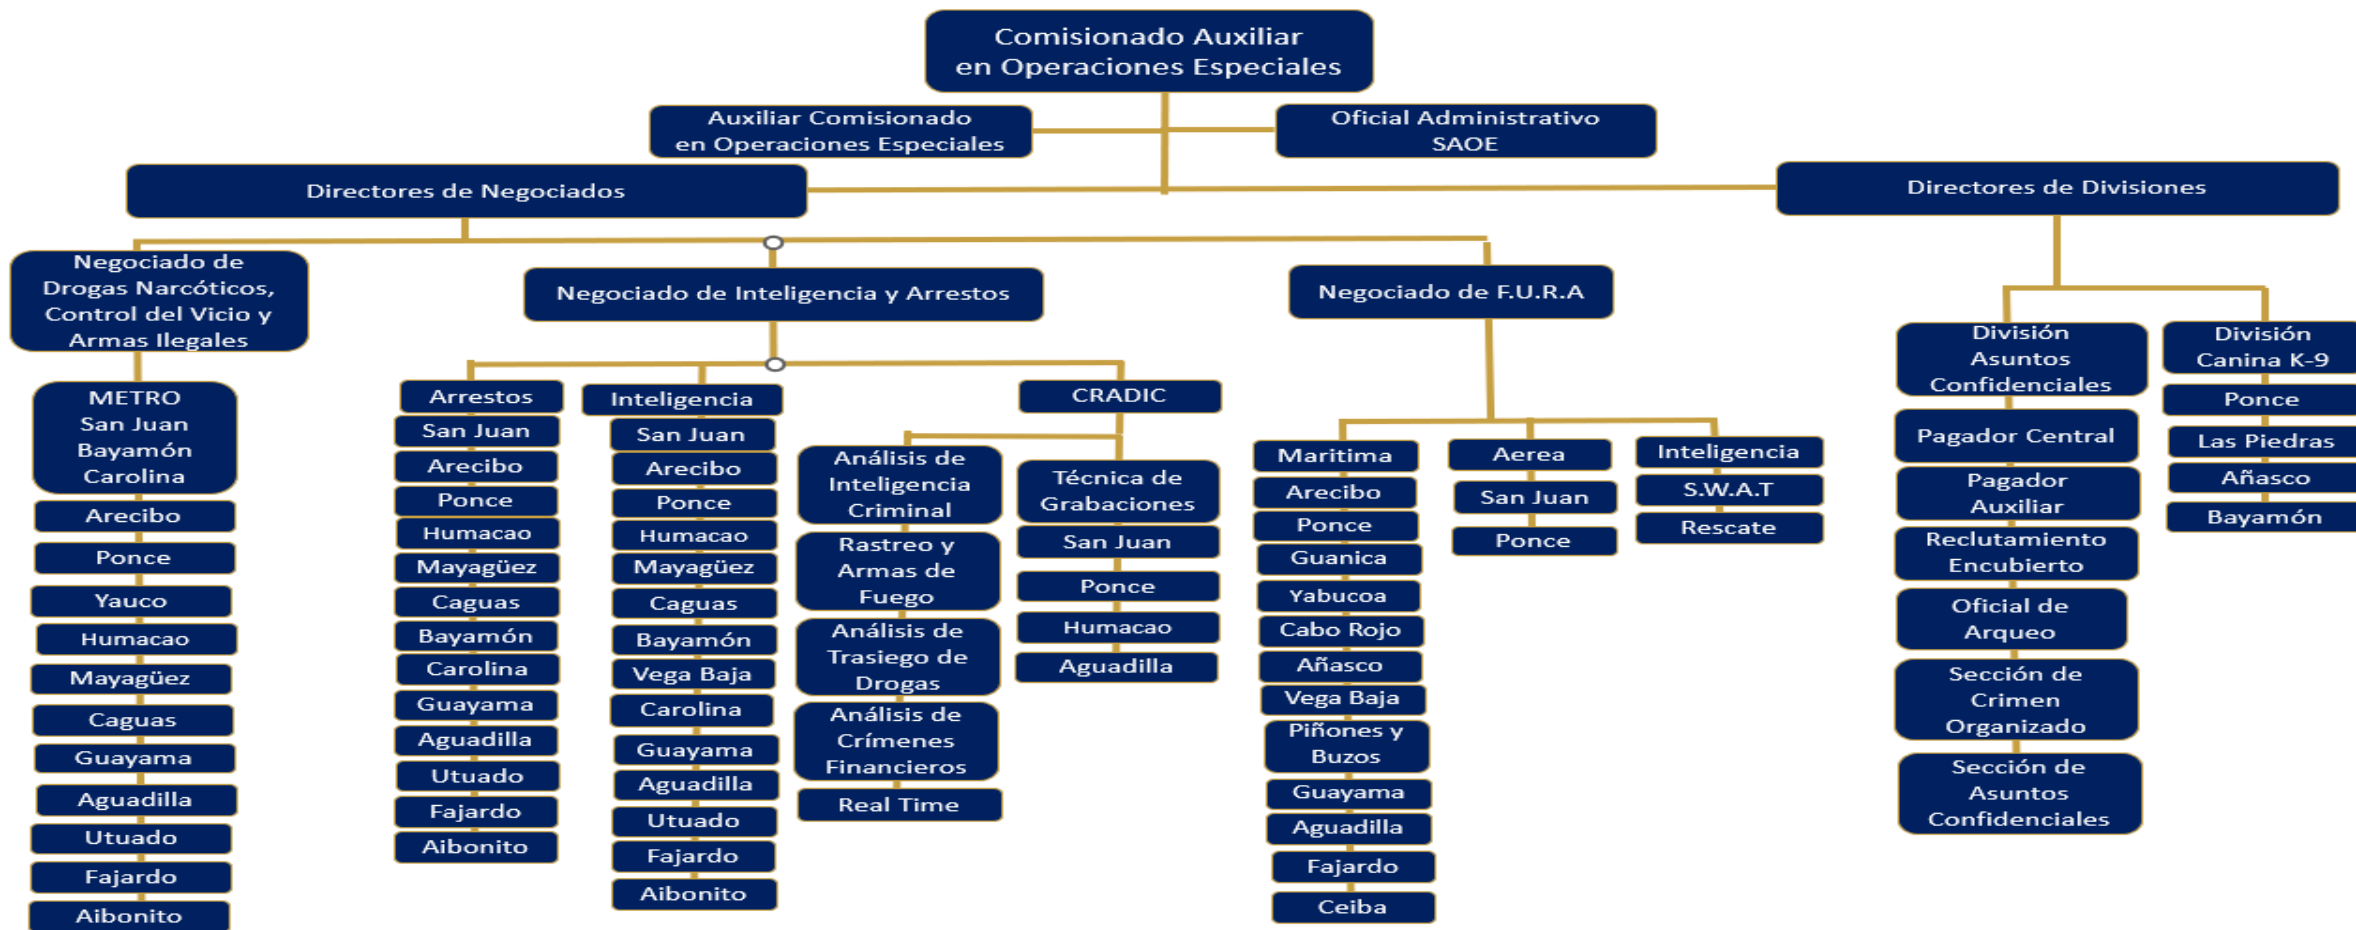 Comisionado Auxiliar
en Operaciones Especiales
Auxiliar Comisionado
en Operaciones Especiales
Oficial Administrativo
SAOE
Directores de Negociados
Directores de Divisiones
Negociado de
Drogas Narcóticos,
Control del Vicio y
Armas Ilegales
METRO
San Juan
Bayamón
Carolina
Arecibo
Ponce
Yauco
Humacao
Mayagüez
Caguas
Guayama
Aguadilla
Utuado
Fajardo
Aibonito
Negociado de Inteligencia y Arrestos
Arrestos
San Juan
Arecibo
Ponce
Humacao
Mayagüez
Caguas
Bayamón
Carolina
Guayama
Aguadilla
Utuado
Fajardo
Aibonito
Inteligencia
San Juan
Arecibo
Ponce
Humacao
Mayagüez
Caguas
Bayamón
Vega Baja
Carolina
Guayama
Aguadilla
Utuado
Fajardo
Aibonito
CRADIC
Análisis de
Inteligencia
Criminal
Rastreo y
Armas de
Fuego
Análisis de
Trasiego de
Drogas
Análisis de
Crímenes
Financieros
Real Time
Técnica de
Grabaciones
San Juan
Ponce
Humacao
Aguadilla
Negociado de F.U.R.A
Maritima
Arecibo
Ponce
Guanica
Yabucoa
Cabo Rojo
Añasco
Vega Baja
Piñones y
Buzos
Guayama
Aguadilla
Fajardo
Ceiba
Aerea
San Juan
Ponce
Inteligencia
S.W.A.T
Rescate
División
Asuntos
Confidenciales
Pagador Central
Pagador
Auxiliar
Reclutamiento
Encubierto
Oficial de
Arqueo
Sección de
Crimen
Organizado
Sección de
Asuntos
Confidenciales
División
Canina K-9
Ponce
Las Piedras
Añasco
Bayamón